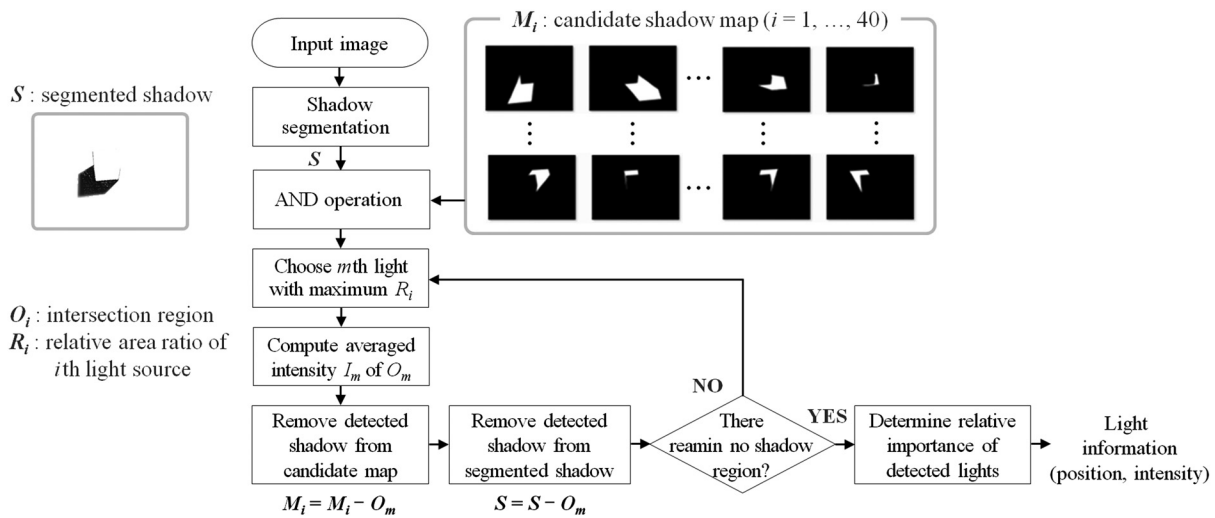 Input image
M_i : candidate shadow map (i = 1, …, 40)
S : segmented shadow
Shadow
segmentation
S
AND operation
Choose mth light
with maximum R_i
O_i : intersection region
R_i : relative area ratio of
ith light source
Compute averaged
intensity I_m of O_m
Remove detected
shadow from
candidate map
M_i = M_i − O_m
Remove detected
shadow from
segmented shadow
S = S − O_m
NO
There
reamin no shadow
region?
YES
Determine relative
importance of
detected lights
Light
information
(position, intensity)